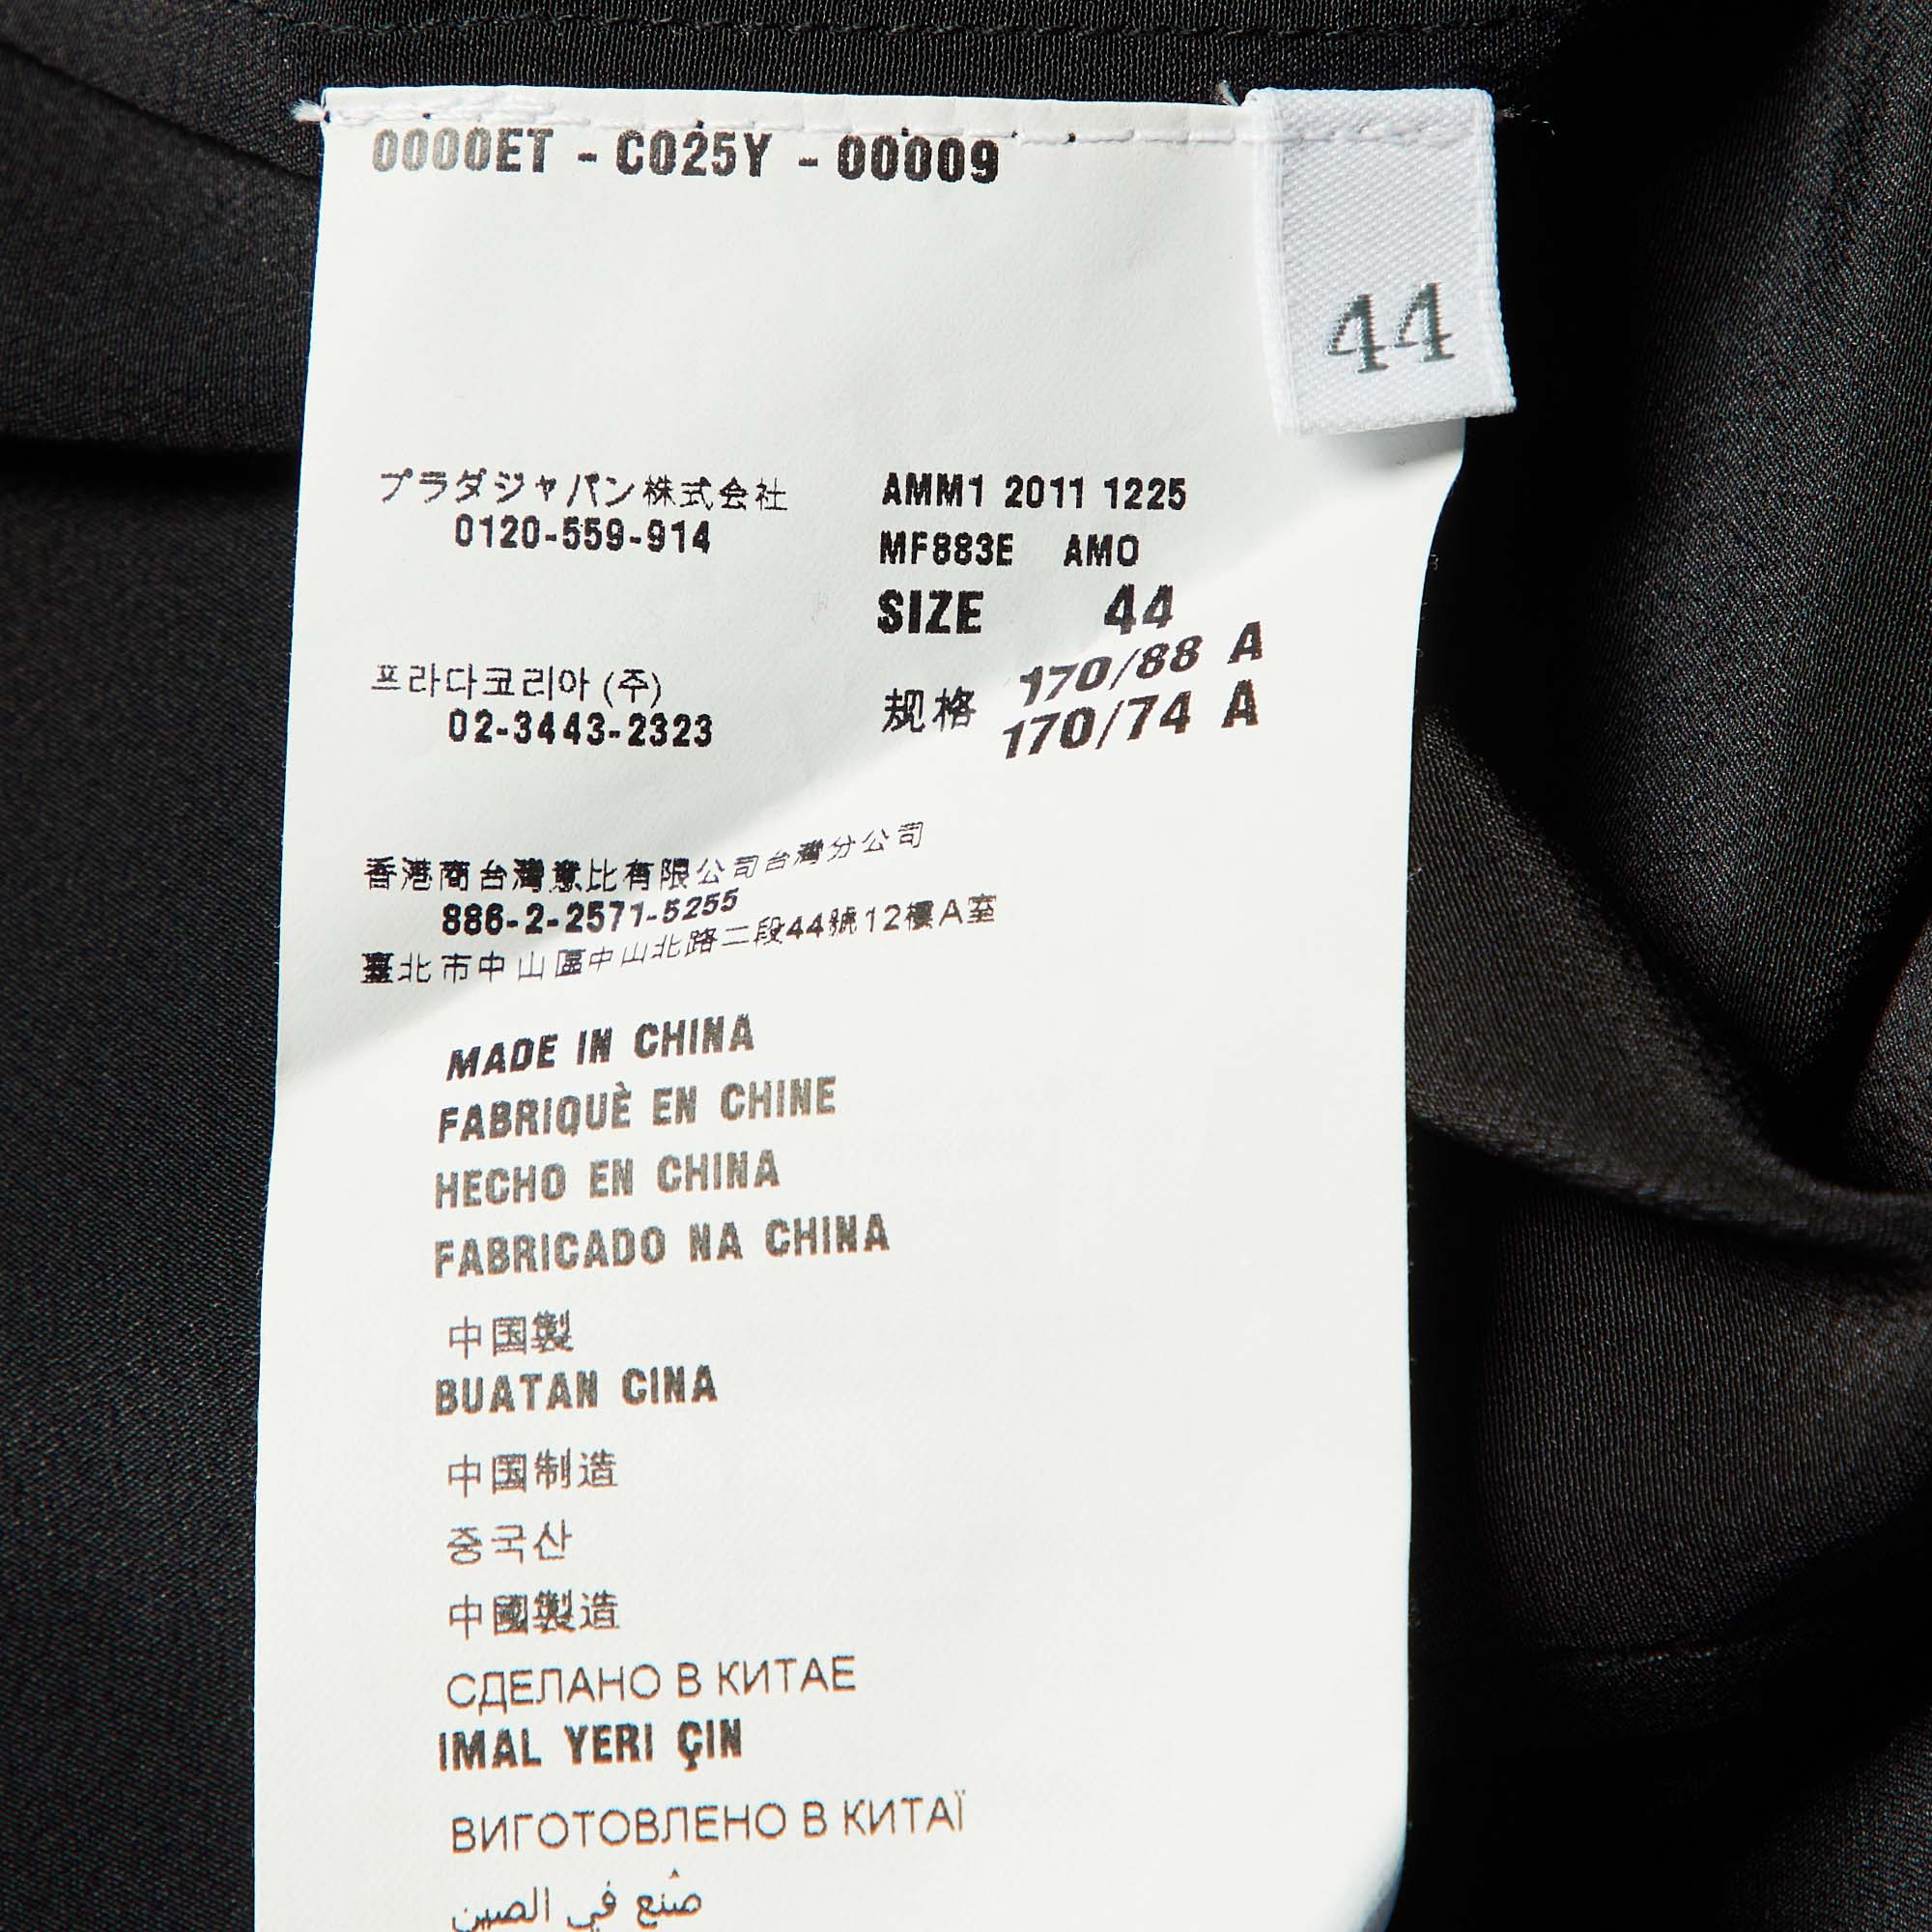 0000ET - C025Y - 00009
44
プラダジャパン株式会社
0120-559-914
AMM1 2011 1225
MF883E AMO
SIZE 44
规格 170/88 A
170/74 A
프라다코리아 (주)
02-3443-2323
香港商台灣意比有限公司台灣分公司
886-2-2571-5255
臺北市中山區中山北路二段44號12樓A室
MADE IN CHINA
FABRIQUÈ EN CHINE
HECHO EN CHINA
FABRICADO NA CHINA
中国製
BUATAN CINA
中国制造
중국산
中國製造
СДЕЛАНО В КИТАЕ
IMAL YERI ÇIN
ВИГОТОВЛЕНО В КИТАЇ
صُنع في الصين